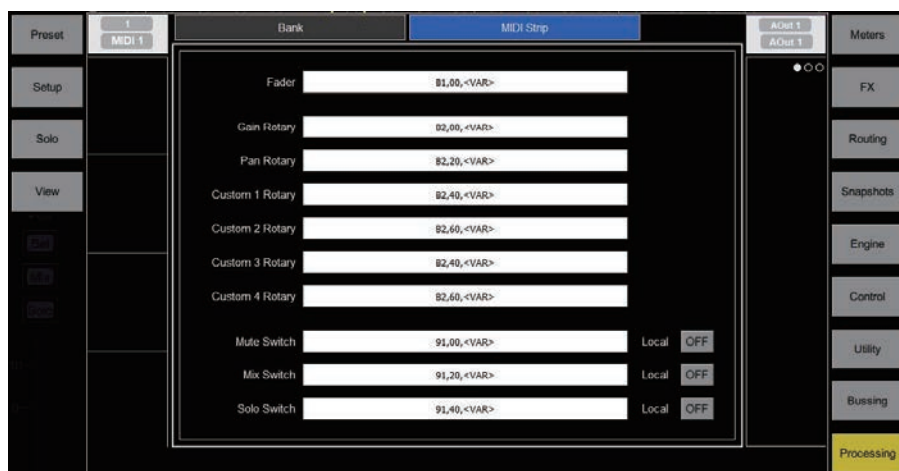 Preset
1
MIDI 1
Bank
MIDI Strip
AOut 1
AOut 1
Meters
Setup
Fader
B1,00,<VAR>
FX
Solo
Gain Rotary
B2,00,<VAR>
Routing
Pan Rotary
B2,20,<VAR>
View
Custom 1 Rotary
B2,40,<VAR>
Snapshots
Custom 2 Rotary
B2,60,<VAR>
Engine
Custom 3 Rotary
B2,40,<VAR>
Custom 4 Rotary
B2,60,<VAR>
Control
Solo
Mute Switch
91,00,<VAR>
Local
OFF
Utility
Mix Switch
91,20,<VAR>
Local
OFF
Solo Switch
91,40,<VAR>
Local
OFF
Bussing
Processing